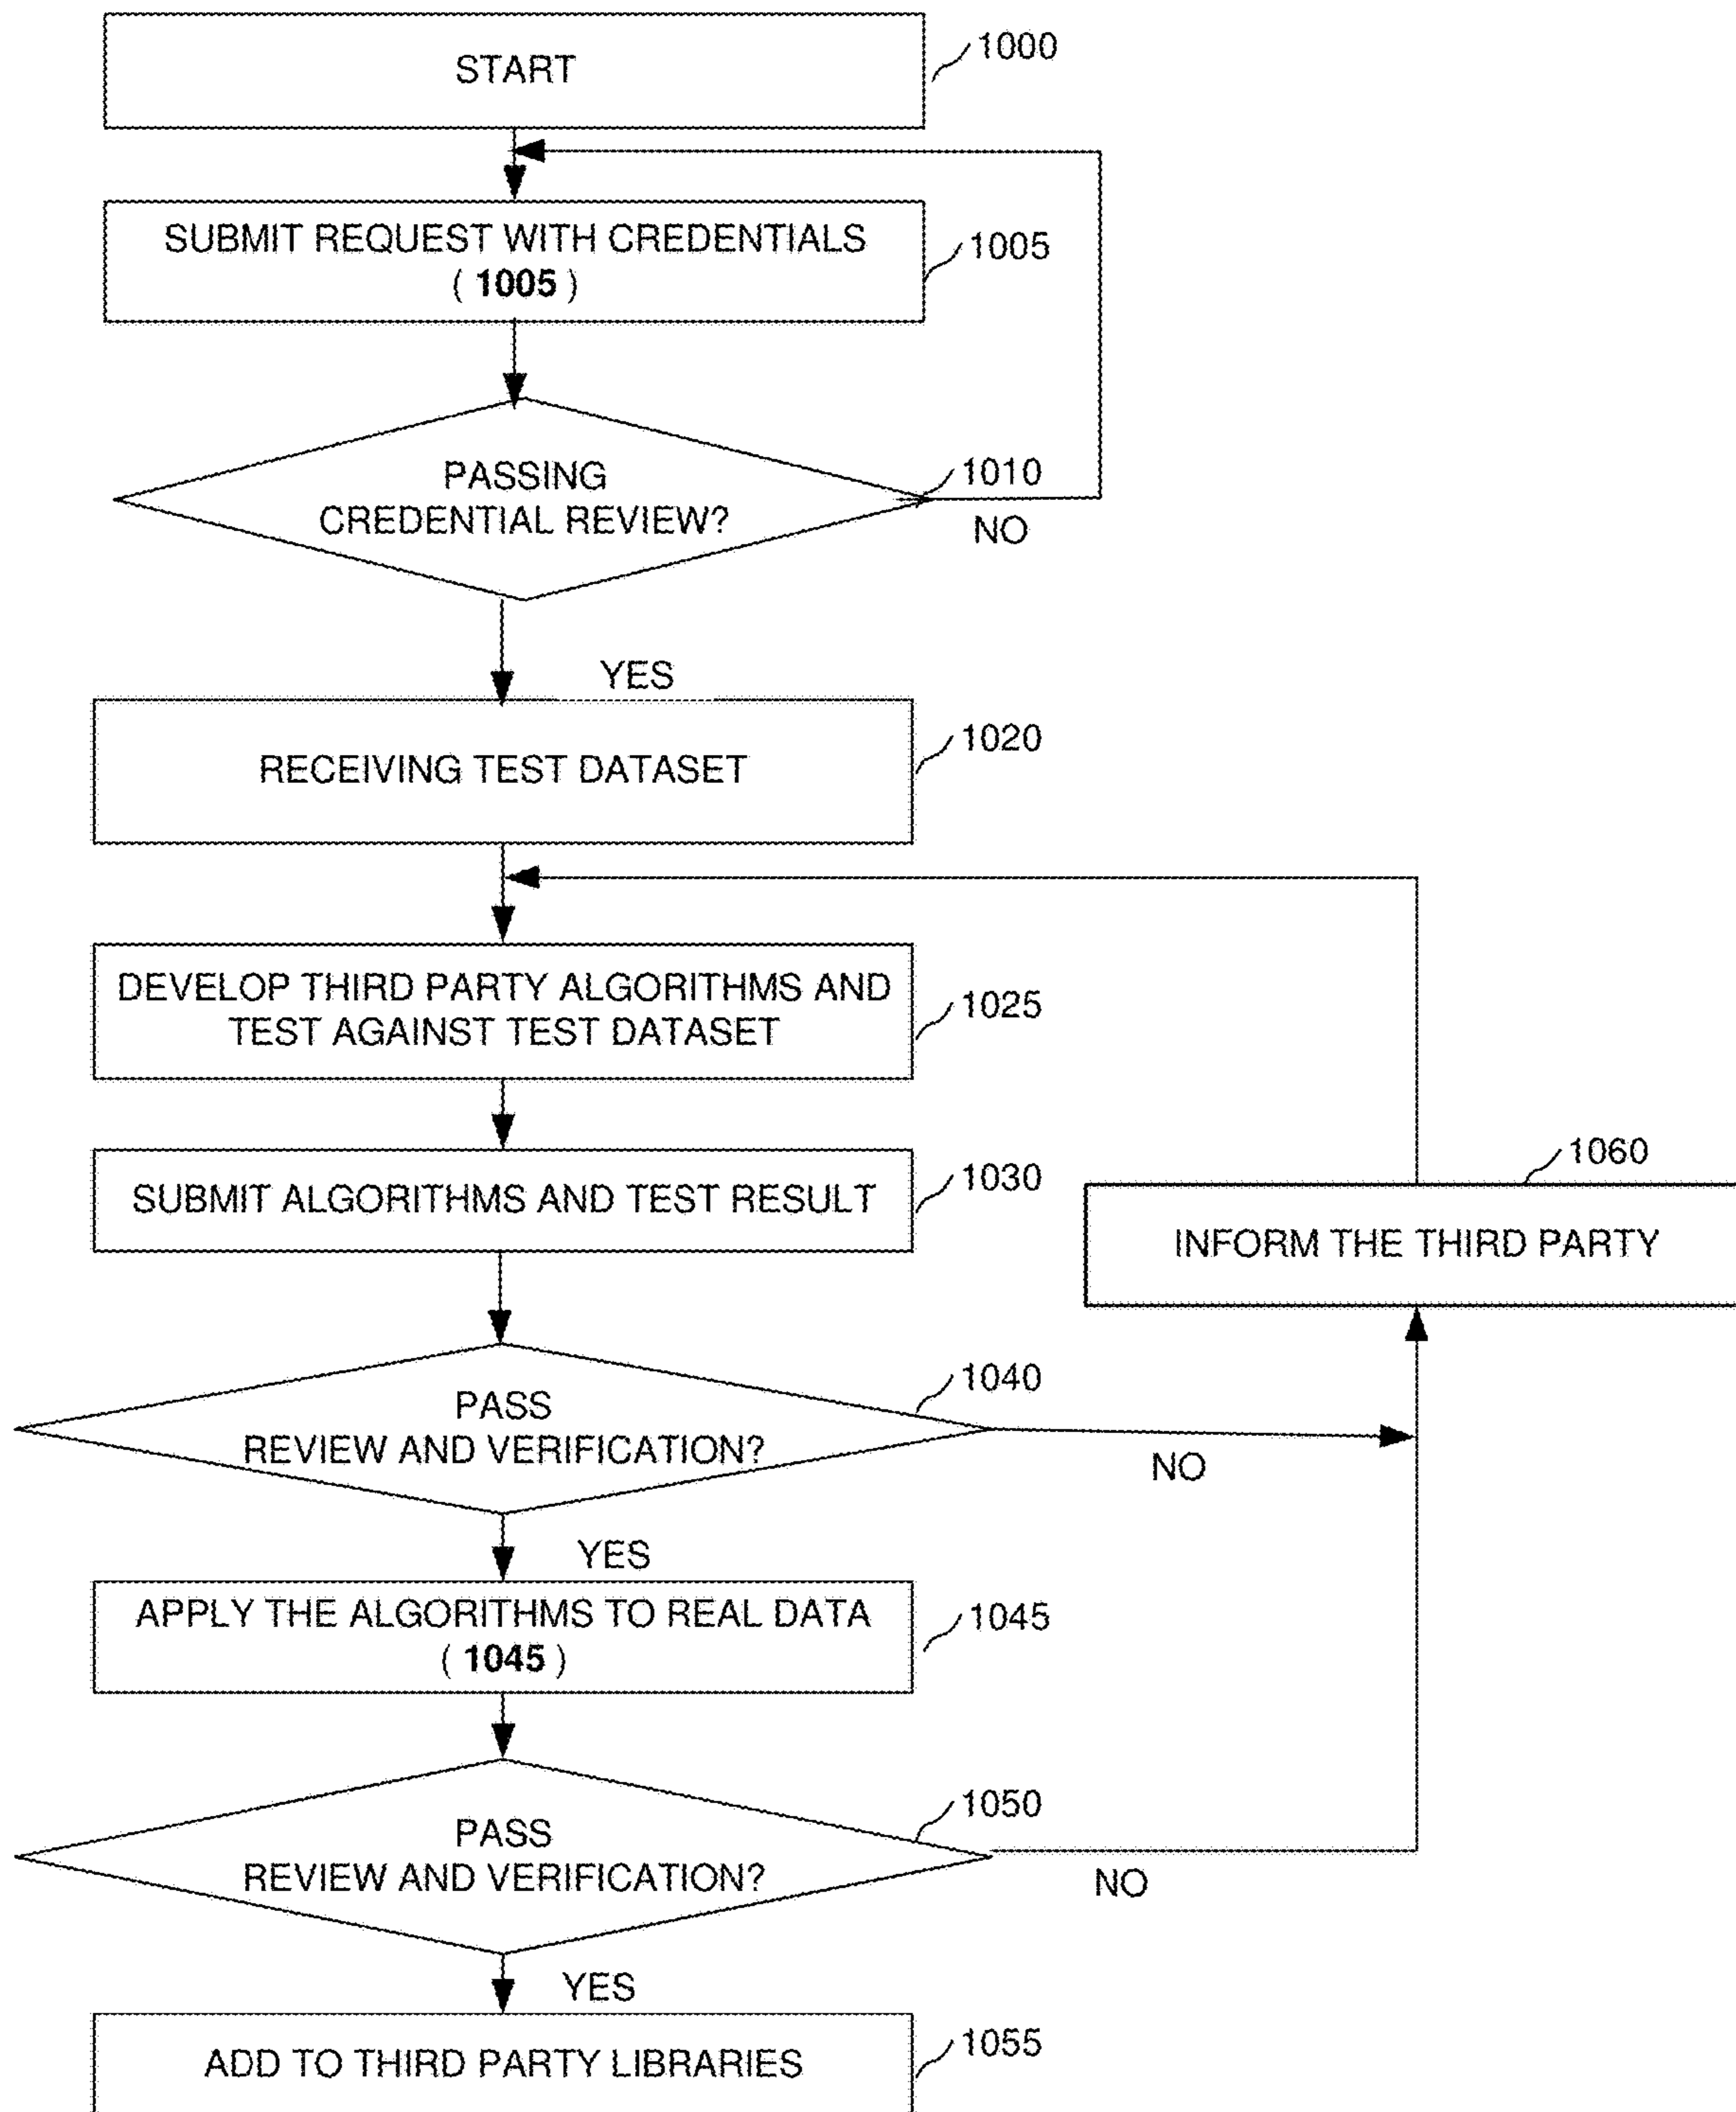 START
1000
SUBMIT REQUEST WITH CREDENTIALS
( 1005 )
1005
PASSING
CREDENTIAL REVIEW?
1010
NO
YES
RECEIVING TEST DATASET
1020
DEVELOP THIRD PARTY ALGORITHMS AND
TEST AGAINST TEST DATASET
1025
SUBMIT ALGORITHMS AND TEST RESULT
1030
1060
INFORM THE THIRD PARTY
PASS
REVIEW AND VERIFICATION?
1040
NO
YES
APPLY THE ALGORITHMS TO REAL DATA
( 1045 )
1045
PASS
REVIEW AND VERIFICATION?
1050
NO
YES
ADD TO THIRD PARTY LIBRARIES
1055